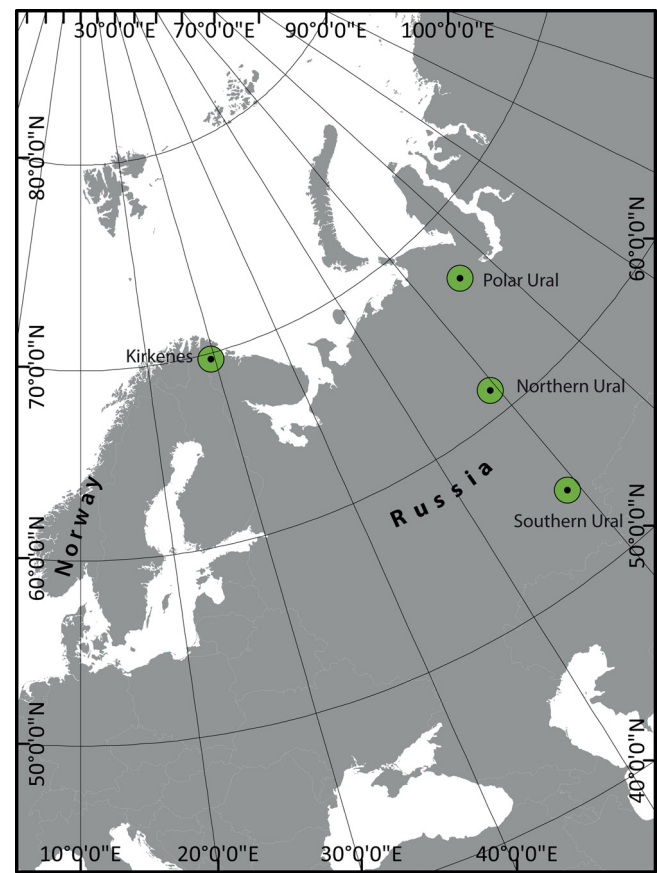 30°0'0"E 70°0'0"E 90°0'0"E 100°0'0"E
80°0'0"N
60°0'0"N
Polar Ural
Kirkenes
70°0'0"N
Northern Ural
Russia
Norway
Southern Ural
50°0'0"N
60°0'0"N
50°0'0"N
40°0'0"N
10°0'0"E 20°0'0"E 30°0'0"E 40°0'0"E